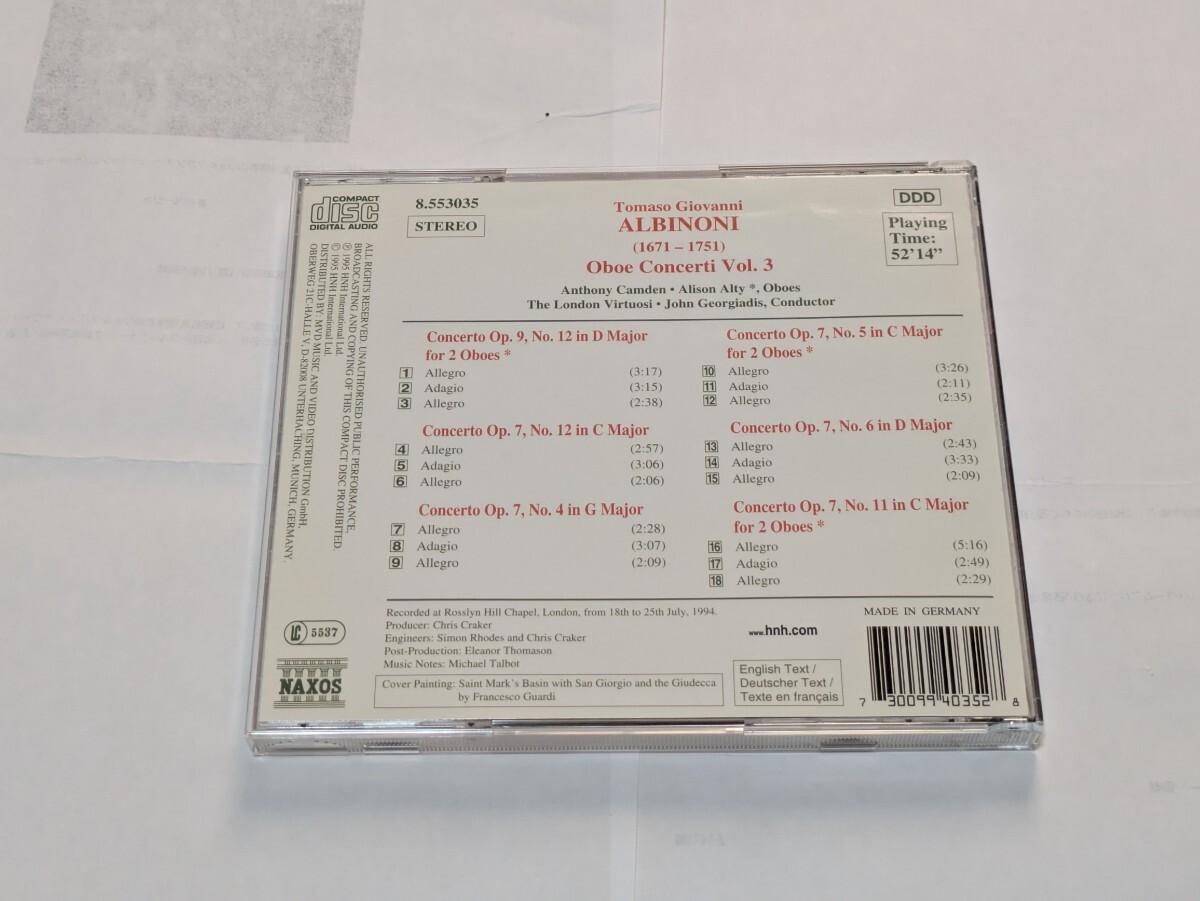 COMPACT
disc
DIGITAL AUDIO
8.553035
STEREO
Tomaso Giovanni
ALBINONI
(1671 – 1751)
Oboe Concerti Vol. 3
DDD
Playing
Time:
52'14"
Anthony Camden • Alison Alty *, Oboes
The London Virtuosi • John Georgiadis, Conductor
Concerto Op. 9, No. 12 in D Major
for 2 Oboes *
1 Allegro (3:17)
2 Adagio (3:15)
3 Allegro (2:38)
Concerto Op. 7, No. 12 in C Major
4 Allegro (2:57)
5 Adagio (3:06)
6 Allegro (2:06)
Concerto Op. 7, No. 4 in G Major
7 Allegro (2:28)
8 Adagio (3:07)
9 Allegro (2:09)
Concerto Op. 7, No. 5 in C Major
for 2 Oboes *
10 Allegro (3:26)
11 Adagio (2:11)
12 Allegro (2:35)
Concerto Op. 7, No. 6 in D Major
13 Allegro (2:43)
14 Adagio (3:33)
15 Allegro (2:09)
Concerto Op. 7, No. 11 in C Major
for 2 Oboes *
16 Allegro (5:16)
17 Adagio (2:49)
18 Allegro (2:29)
Recorded at Rosslyn Hill Chapel, London, from 18th to 25th July, 1994.
Producer: Chris Craker
Engineers: Simon Rhodes and Chris Craker
Post-Production: Eleanor Thomason
Music Notes: Michael Talbot
Cover Painting: Saint Mark's Basin with San Giorgio and the Giudecca
by Francesco Guardi
www.hnh.com
English Text /
Deutscher Text /
Texte en français
MADE IN GERMANY
7 30099 40352 8
ALL RIGHTS RESERVED. UNAUTHORISED PUBLIC PERFORMANCE,
BROADCASTING AND COPYING OF THIS COMPACT DISC PROHIBITED.
℗ 1995 HNH International Ltd.
© 1995 HNH International Ltd.
DISTRIBUTED BY: MVD MUSIC AND VIDEO DISTRIBUTION GmbH,
OBERWEG 21C-HALLE V, D-82008 UNTERHACHING, MUNICH, GERMANY.
LC 5537
NAXOS